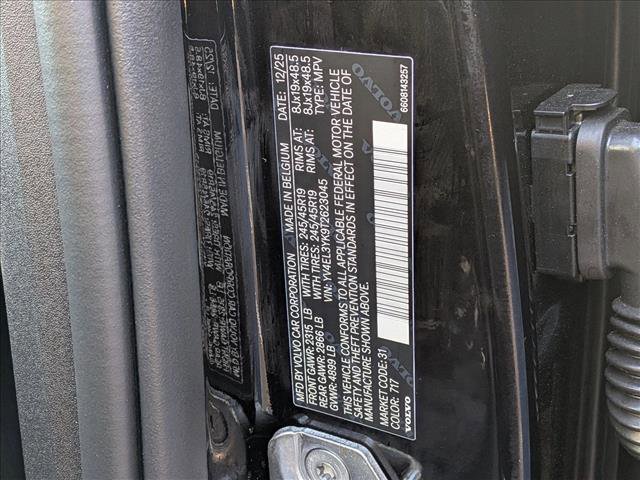 MFD BY VOLVO CAR CORPORATION MADE IN BELGIUM DATE: 12/25
FRONT GAWR: 2315 LB WITH TIRES: 245/45R19 RIMS AT: 8Jx19x48.5
REAR GAWR: 2866 LB WITH TIRES: 245/45R19 RIMS AT: 8Jx19x48.5
GVWR: 4899 LB VIN: YV4EL3YK9T2623045 TYPE: MPV
THIS VEHICLE CONFORMS TO ALL APPLICABLE FEDERAL MOTOR VEHICLE
SAFETY AND THEFT PREVENTION STANDARDS IN EFFECT ON THE DATE OF
MANUFACTURE SHOWN ABOVE.
MARKET CODE: 31
COLOR: 717
VOLVO
6608143257